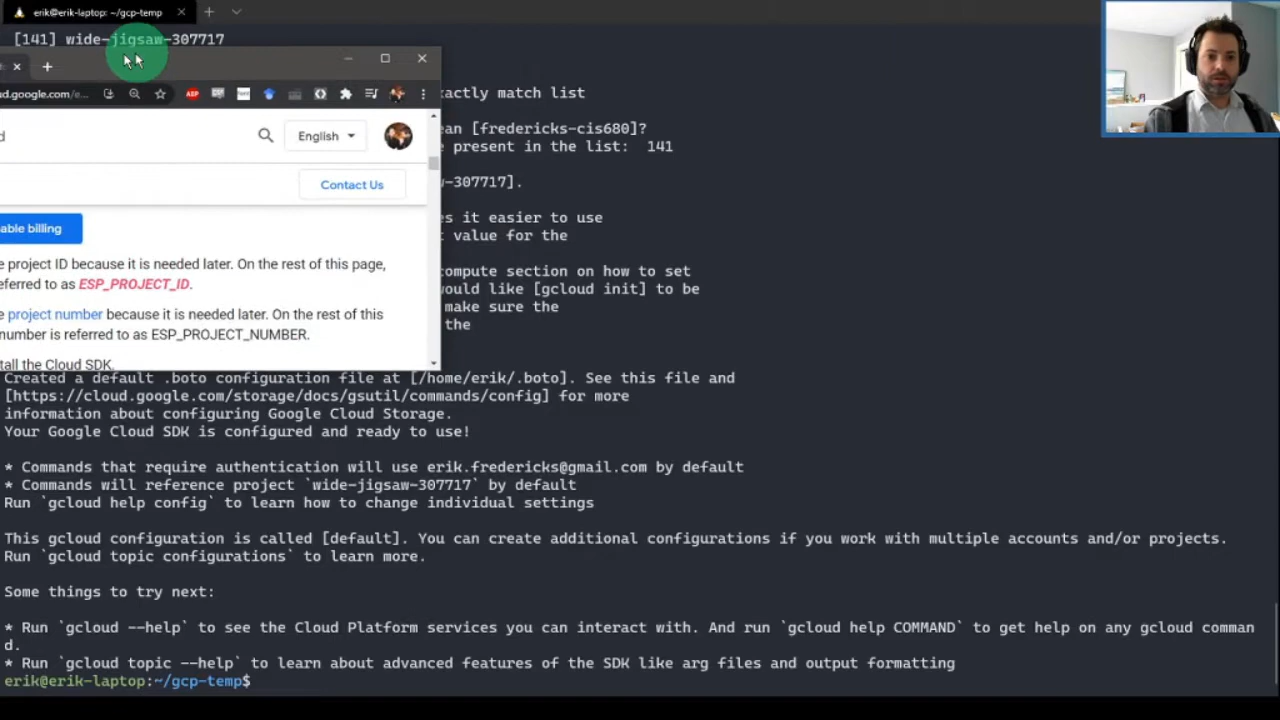 erik@erik-laptop: ~/gcp-temp
[141] wide-jigsaw-307717
ud.google.com/e...
ABP
English
Contact Us
able billing
e project ID because it is needed later. On the rest of this page,
eferred to as ESP_PROJECT_ID.
e project number because it is needed later. On the rest of this
number is referred to as ESP_PROJECT_NUMBER.
tall the Cloud SDK.
xactly match list
ean [fredericks-cis680]?
e present in the list: 141
-307717].
s it easier to use
t value for the
compute section on how to set
would like [gcloud init] to be
make sure the
the
Created a default .boto configuration file at [/home/erik/.boto]. See this file and
[https://cloud.google.com/storage/docs/gsutil/commands/config] for more
information about configuring Google Cloud Storage.
Your Google Cloud SDK is configured and ready to use!
* Commands that require authentication will use erik.fredericks@gmail.com by default
* Commands will reference project `wide-jigsaw-307717` by default
Run `gcloud help config` to learn how to change individual settings
This gcloud configuration is called [default]. You can create additional configurations if you work with multiple accounts and/or projects.
Run `gcloud topic configurations` to learn more.
Some things to try next:
* Run `gcloud --help` to see the Cloud Platform services you can interact with. And run `gcloud help COMMAND` to get help on any gcloud comman
d.
* Run `gcloud topic --help` to learn about advanced features of the SDK like arg files and output formatting
erik@erik-laptop:~/gcp-temp$